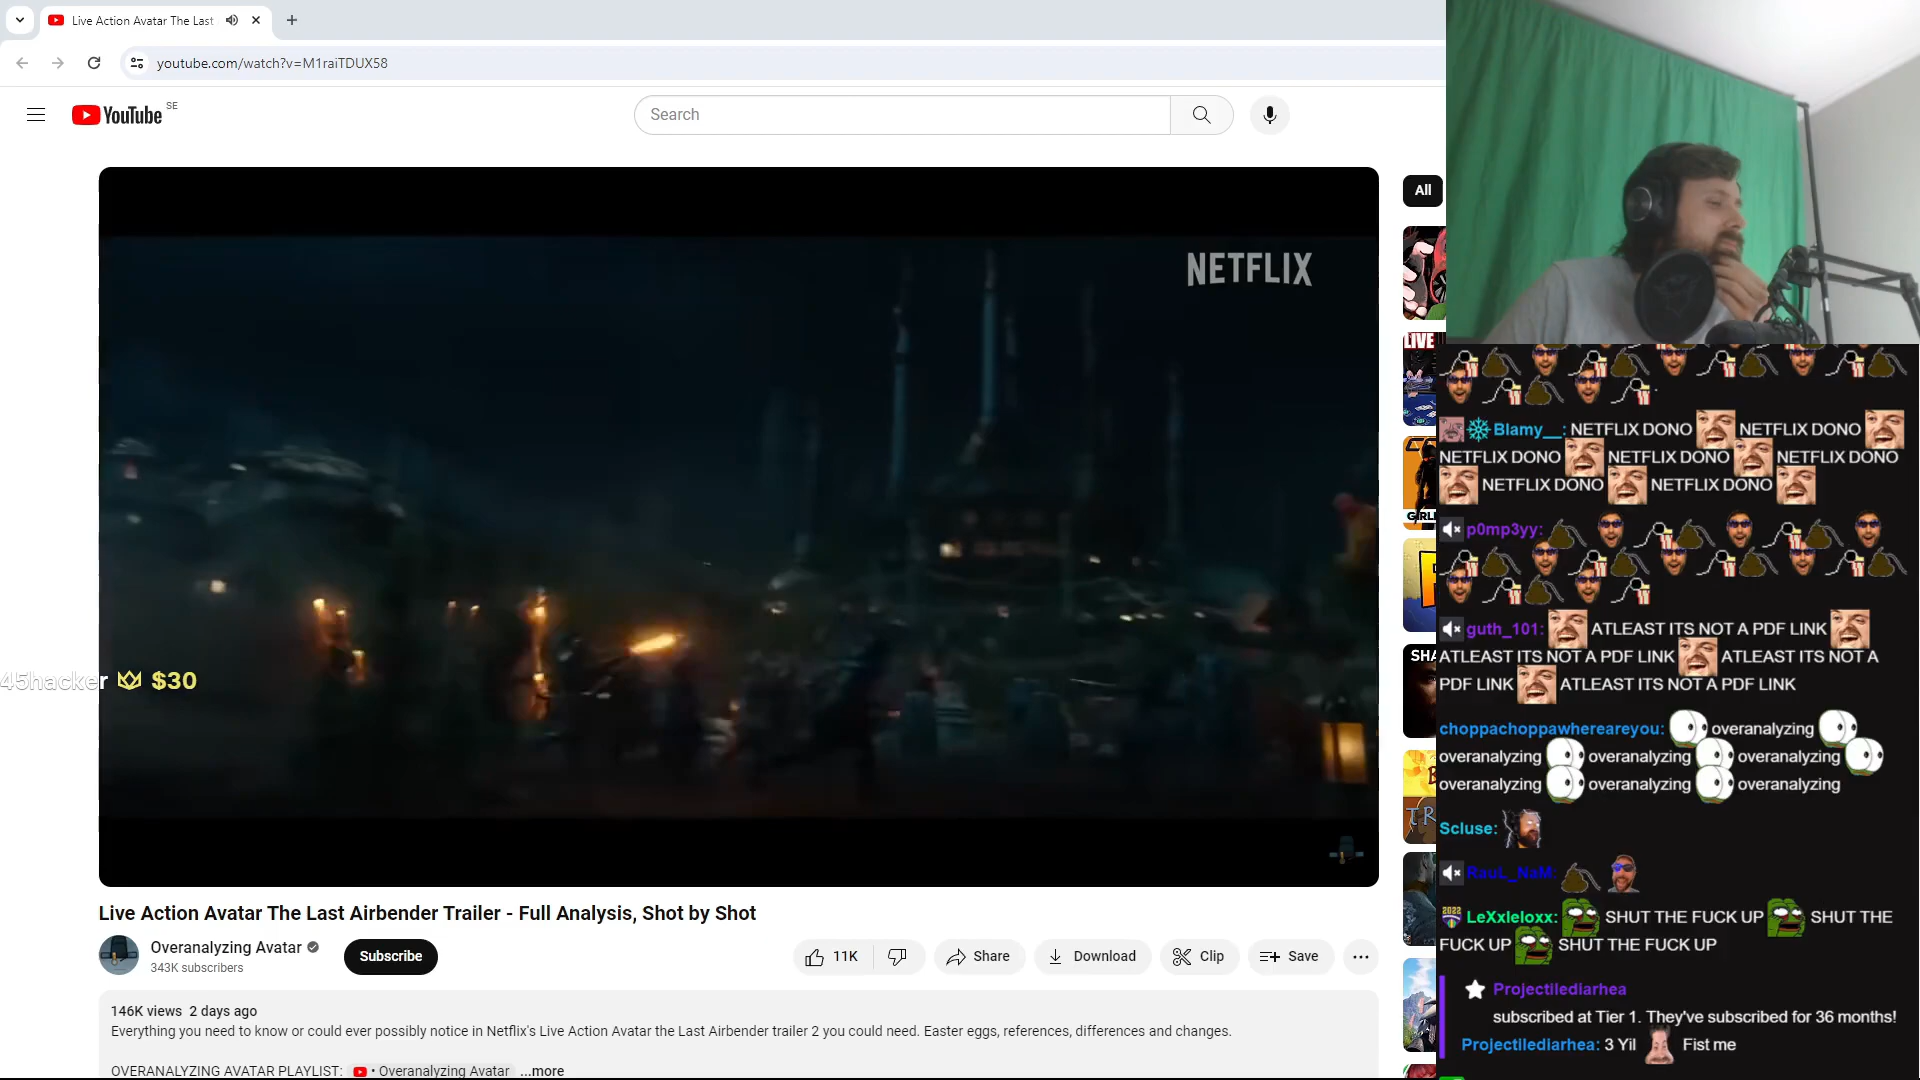 Live Action Avatar The Last
youtube.com/watch?v=M1raiTDUX58
YouTube SE
Search
All
NETFLIX
LIVE
SHA
45hacker $30
Live Action Avatar The Last Airbender Trailer - Full Analysis, Shot by Shot
Overanalyzing Avatar
343K subscribers
Subscribe
11K
Share
Download
Clip
Save
146K views 2 days ago
Everything you need to know or could ever possibly notice in Netflix's Live Action Avatar the Last Airbender trailer 2 you could need. Easter eggs, references, differences and changes.
OVERANALYZING AVATAR PLAYLIST: • Overanalyzing Avatar ...more
Blamy__: NETFLIX DONO NETFLIX DONO
NETFLIX DONO NETFLIX DONO NETFLIX DONO
NETFLIX DONO NETFLIX DONO
p0mp3yy:
guth_101: ATLEAST ITS NOT A PDF LINK
ATLEAST ITS NOT A PDF LINK ATLEAST ITS NOT A
PDF LINK ATLEAST ITS NOT A PDF LINK
choppachoppawhereareyou: overanalyzing
overanalyzing overanalyzing overanalyzing
overanalyzing overanalyzing overanalyzing
Scluse:
RauL_NaM:
LeXxleloxx: SHUT THE FUCK UP SHUT THE
FUCK UP SHUT THE FUCK UP
Projectilediarhea
subscribed at Tier 1. They've subscribed for 36 months!
Projectilediarhea: 3 Yil Fist me